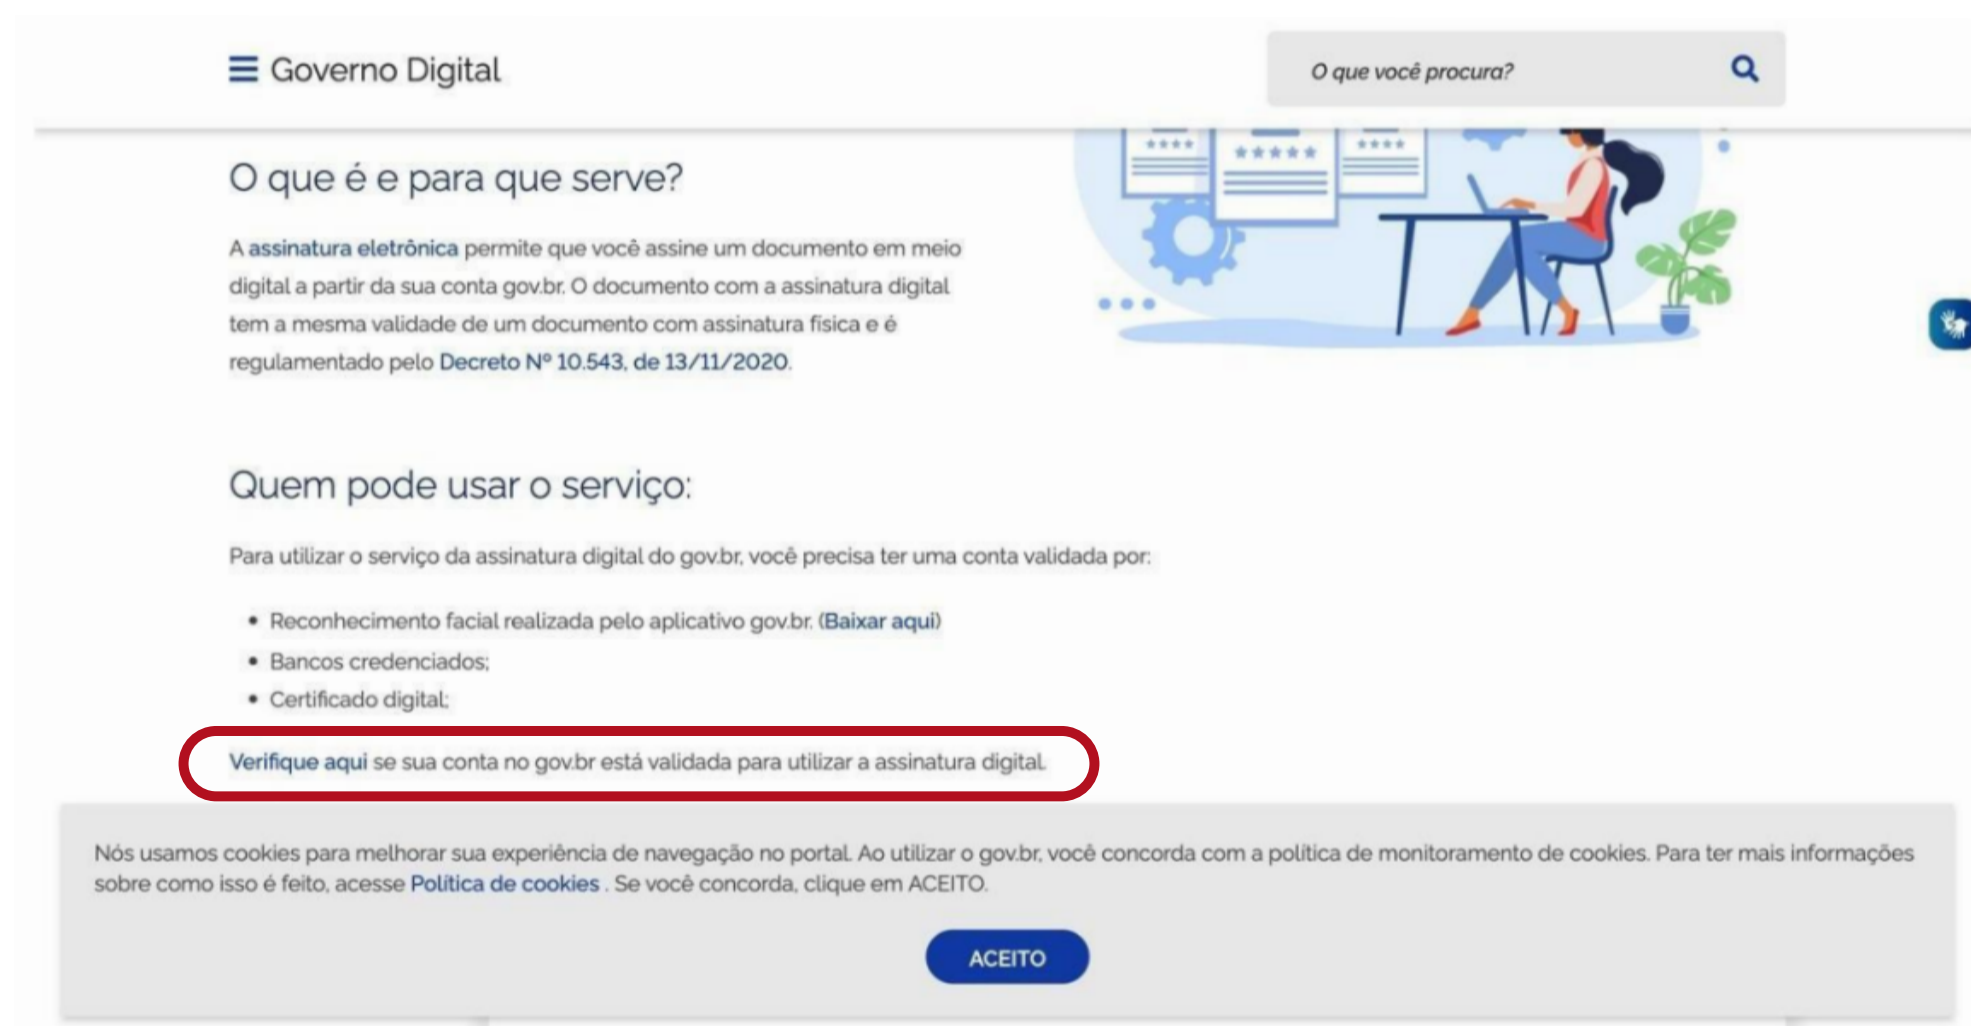 Governo Digital
O que você procura?
O que é e para que serve?
A assinatura eletrônica permite que você assine um documento em meio
digital a partir da sua conta gov.br. O documento com a assinatura digital
tem a mesma validade de um documento com assinatura física e é
regulamentado pelo Decreto Nº 10.543, de 13/11/2020.
Quem pode usar o serviço:
Para utilizar o serviço da assinatura digital do gov.br, você precisa ter uma conta validada por:
• Reconhecimento facial realizada pelo aplicativo gov.br. (Baixar aqui)
• Bancos credenciados;
• Certificado digital;
Verifique aqui se sua conta no gov.br está validada para utilizar a assinatura digital.
Nós usamos cookies para melhorar sua experiência de navegação no portal. Ao utilizar o gov.br, você concorda com a política de monitoramento de cookies. Para ter mais informações
sobre como isso é feito, acesse Política de cookies . Se você concorda, clique em ACEITO.
ACEITO